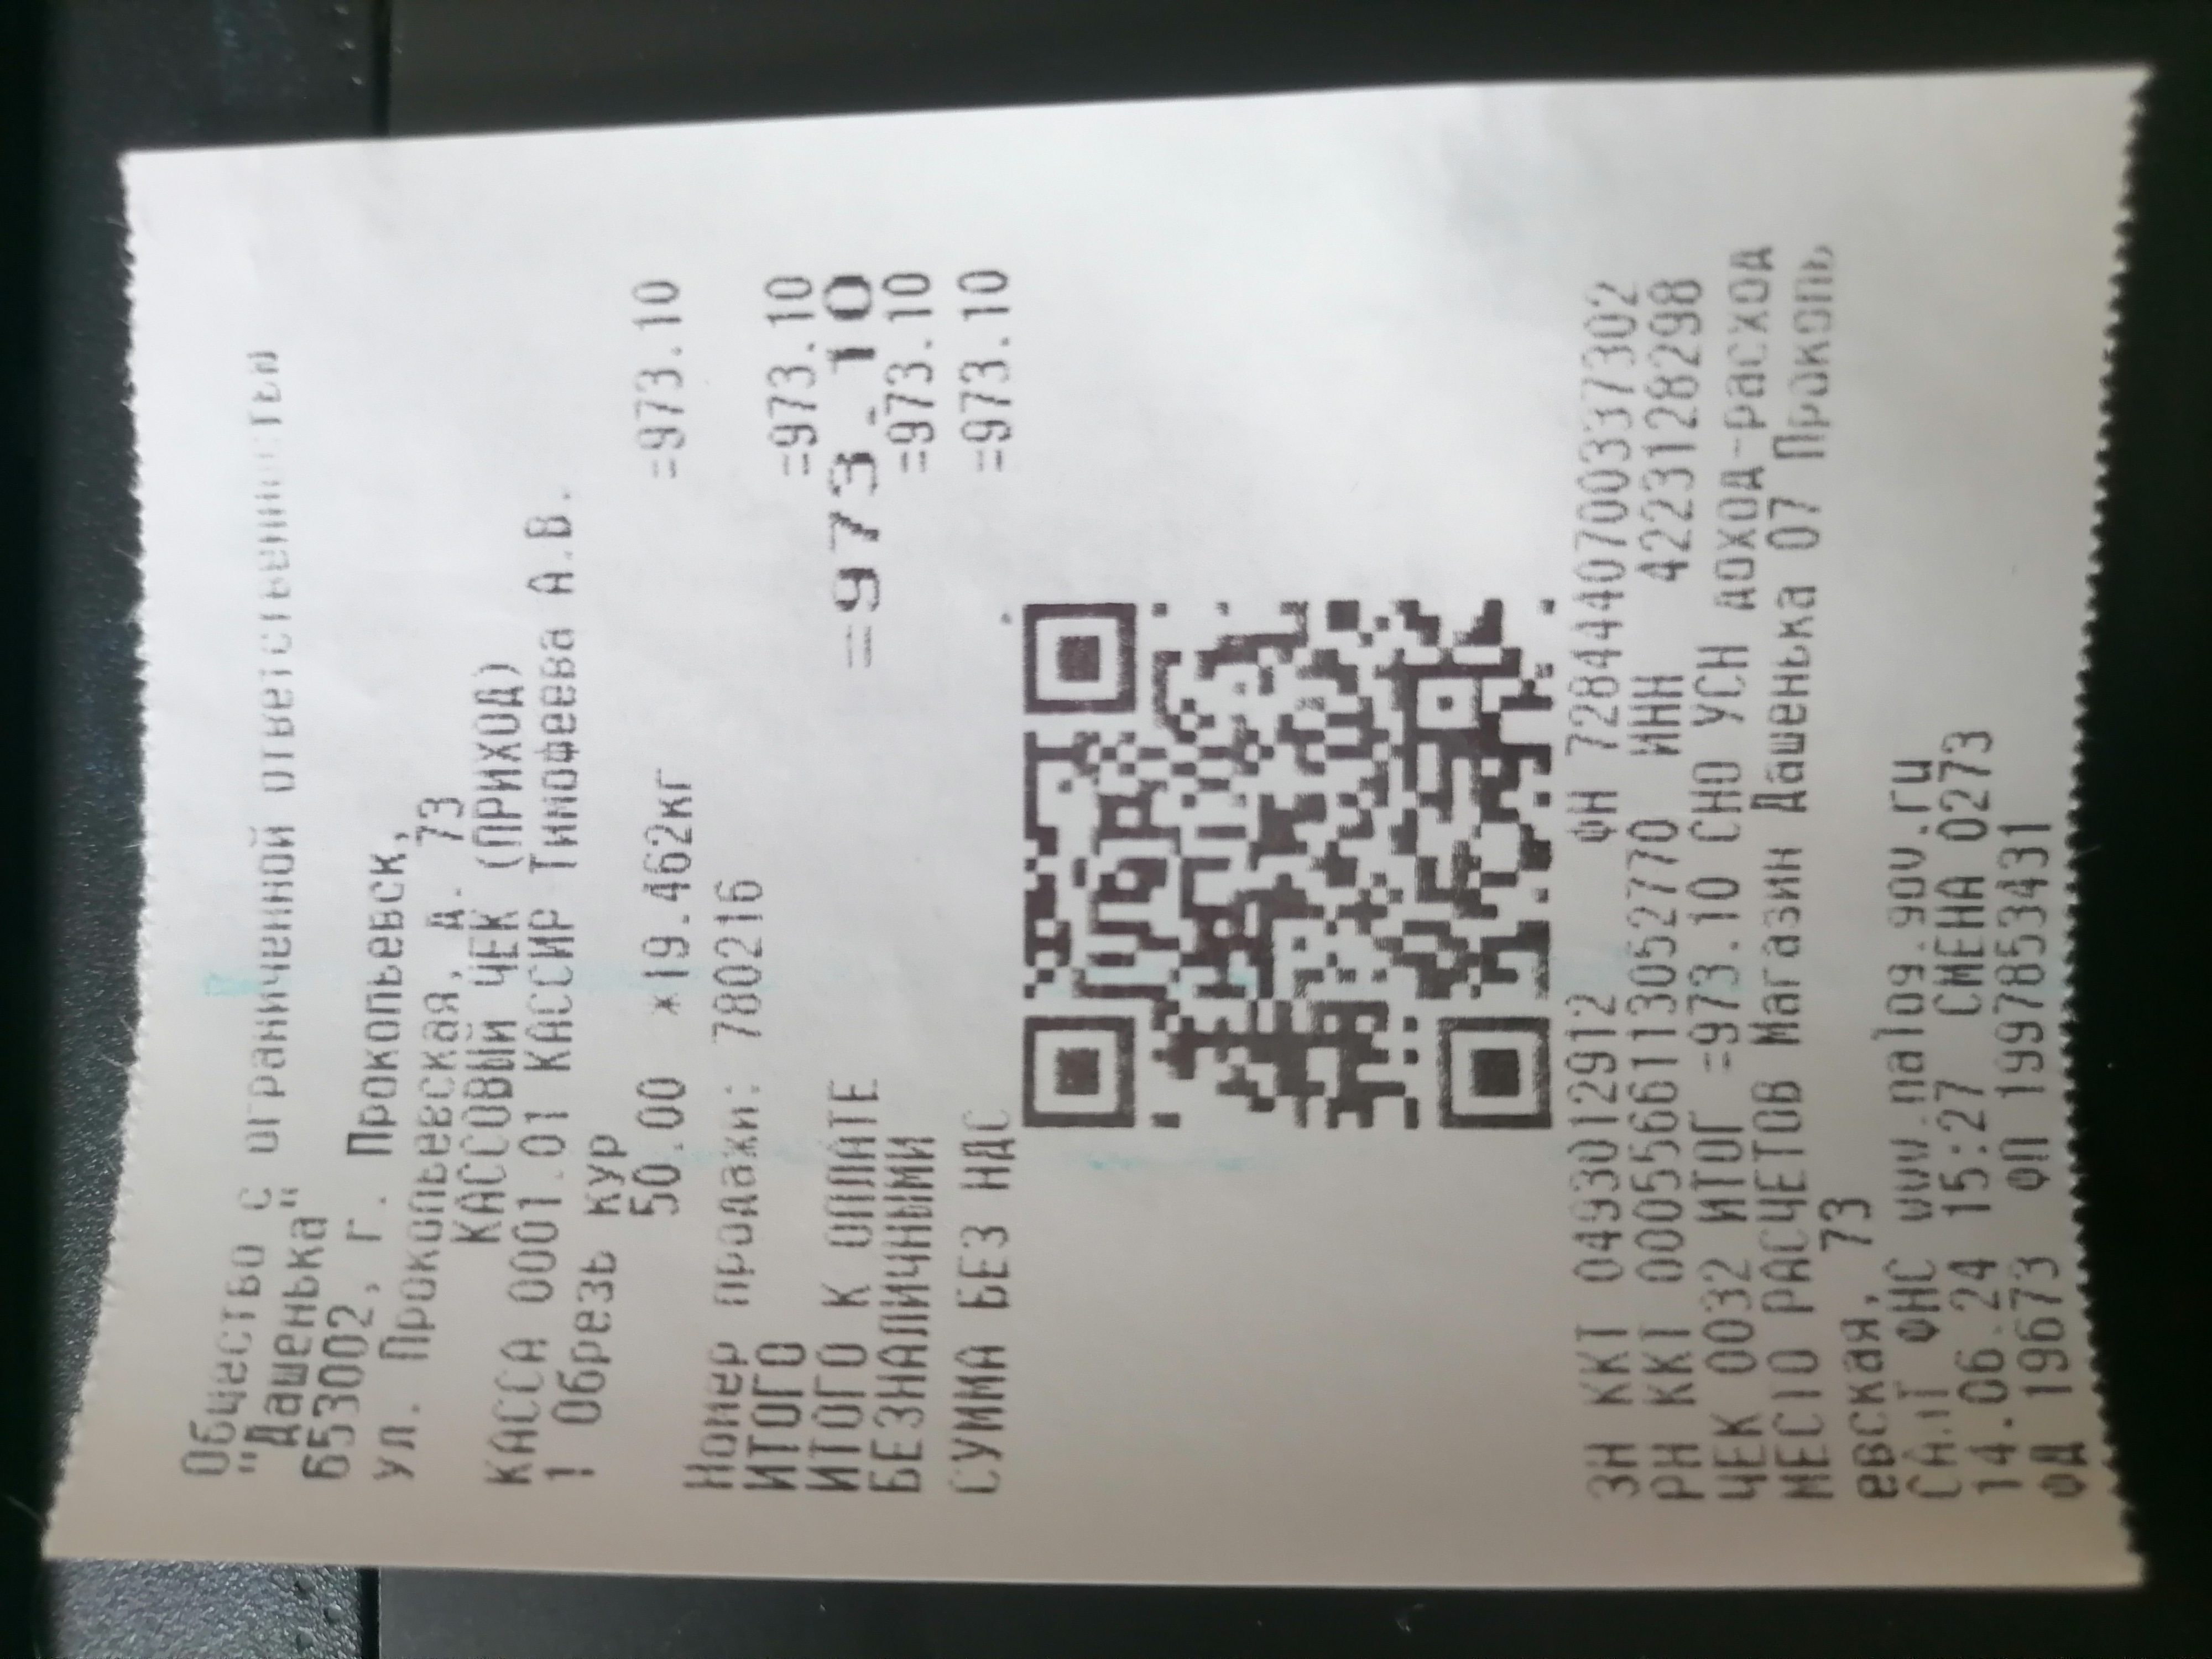 Общество с ограниченной ответственностью
"Дашенька"
653002, г. Прокопьевск,
ул. Прокопьевская, д. 73
КАССОВЫЙ ЧЕК (ПРИХОД)
КАССА 0001.01 КАССИР Тимофеева А.В.
1 Обрезь кур
50.00 *19.462кг =973.10
Номер продажи: 780216
ИТОГО =973.10
ИТОГО К ОПЛАТЕ =973.10
БЕЗНАЛИЧНЫМИ =973.10
СУММА БЕЗ НДС =973.10
ЗН ККТ 0493012912 ФН 7284440700337302
РН ККТ 0005566113052770 ИНН 4223128298
ЧЕК 0032 ИТОГ =973.10 СНО УСН доход-расход
МЕСТО РАСЧЕТОВ Магазин Дашенька 07 Прокопь
евская, 73
САЙТ ФНС www.nalog.gov.ru
14.06.24 15:27 СМЕНА 0273
ФД 19673 ФП 1997853431